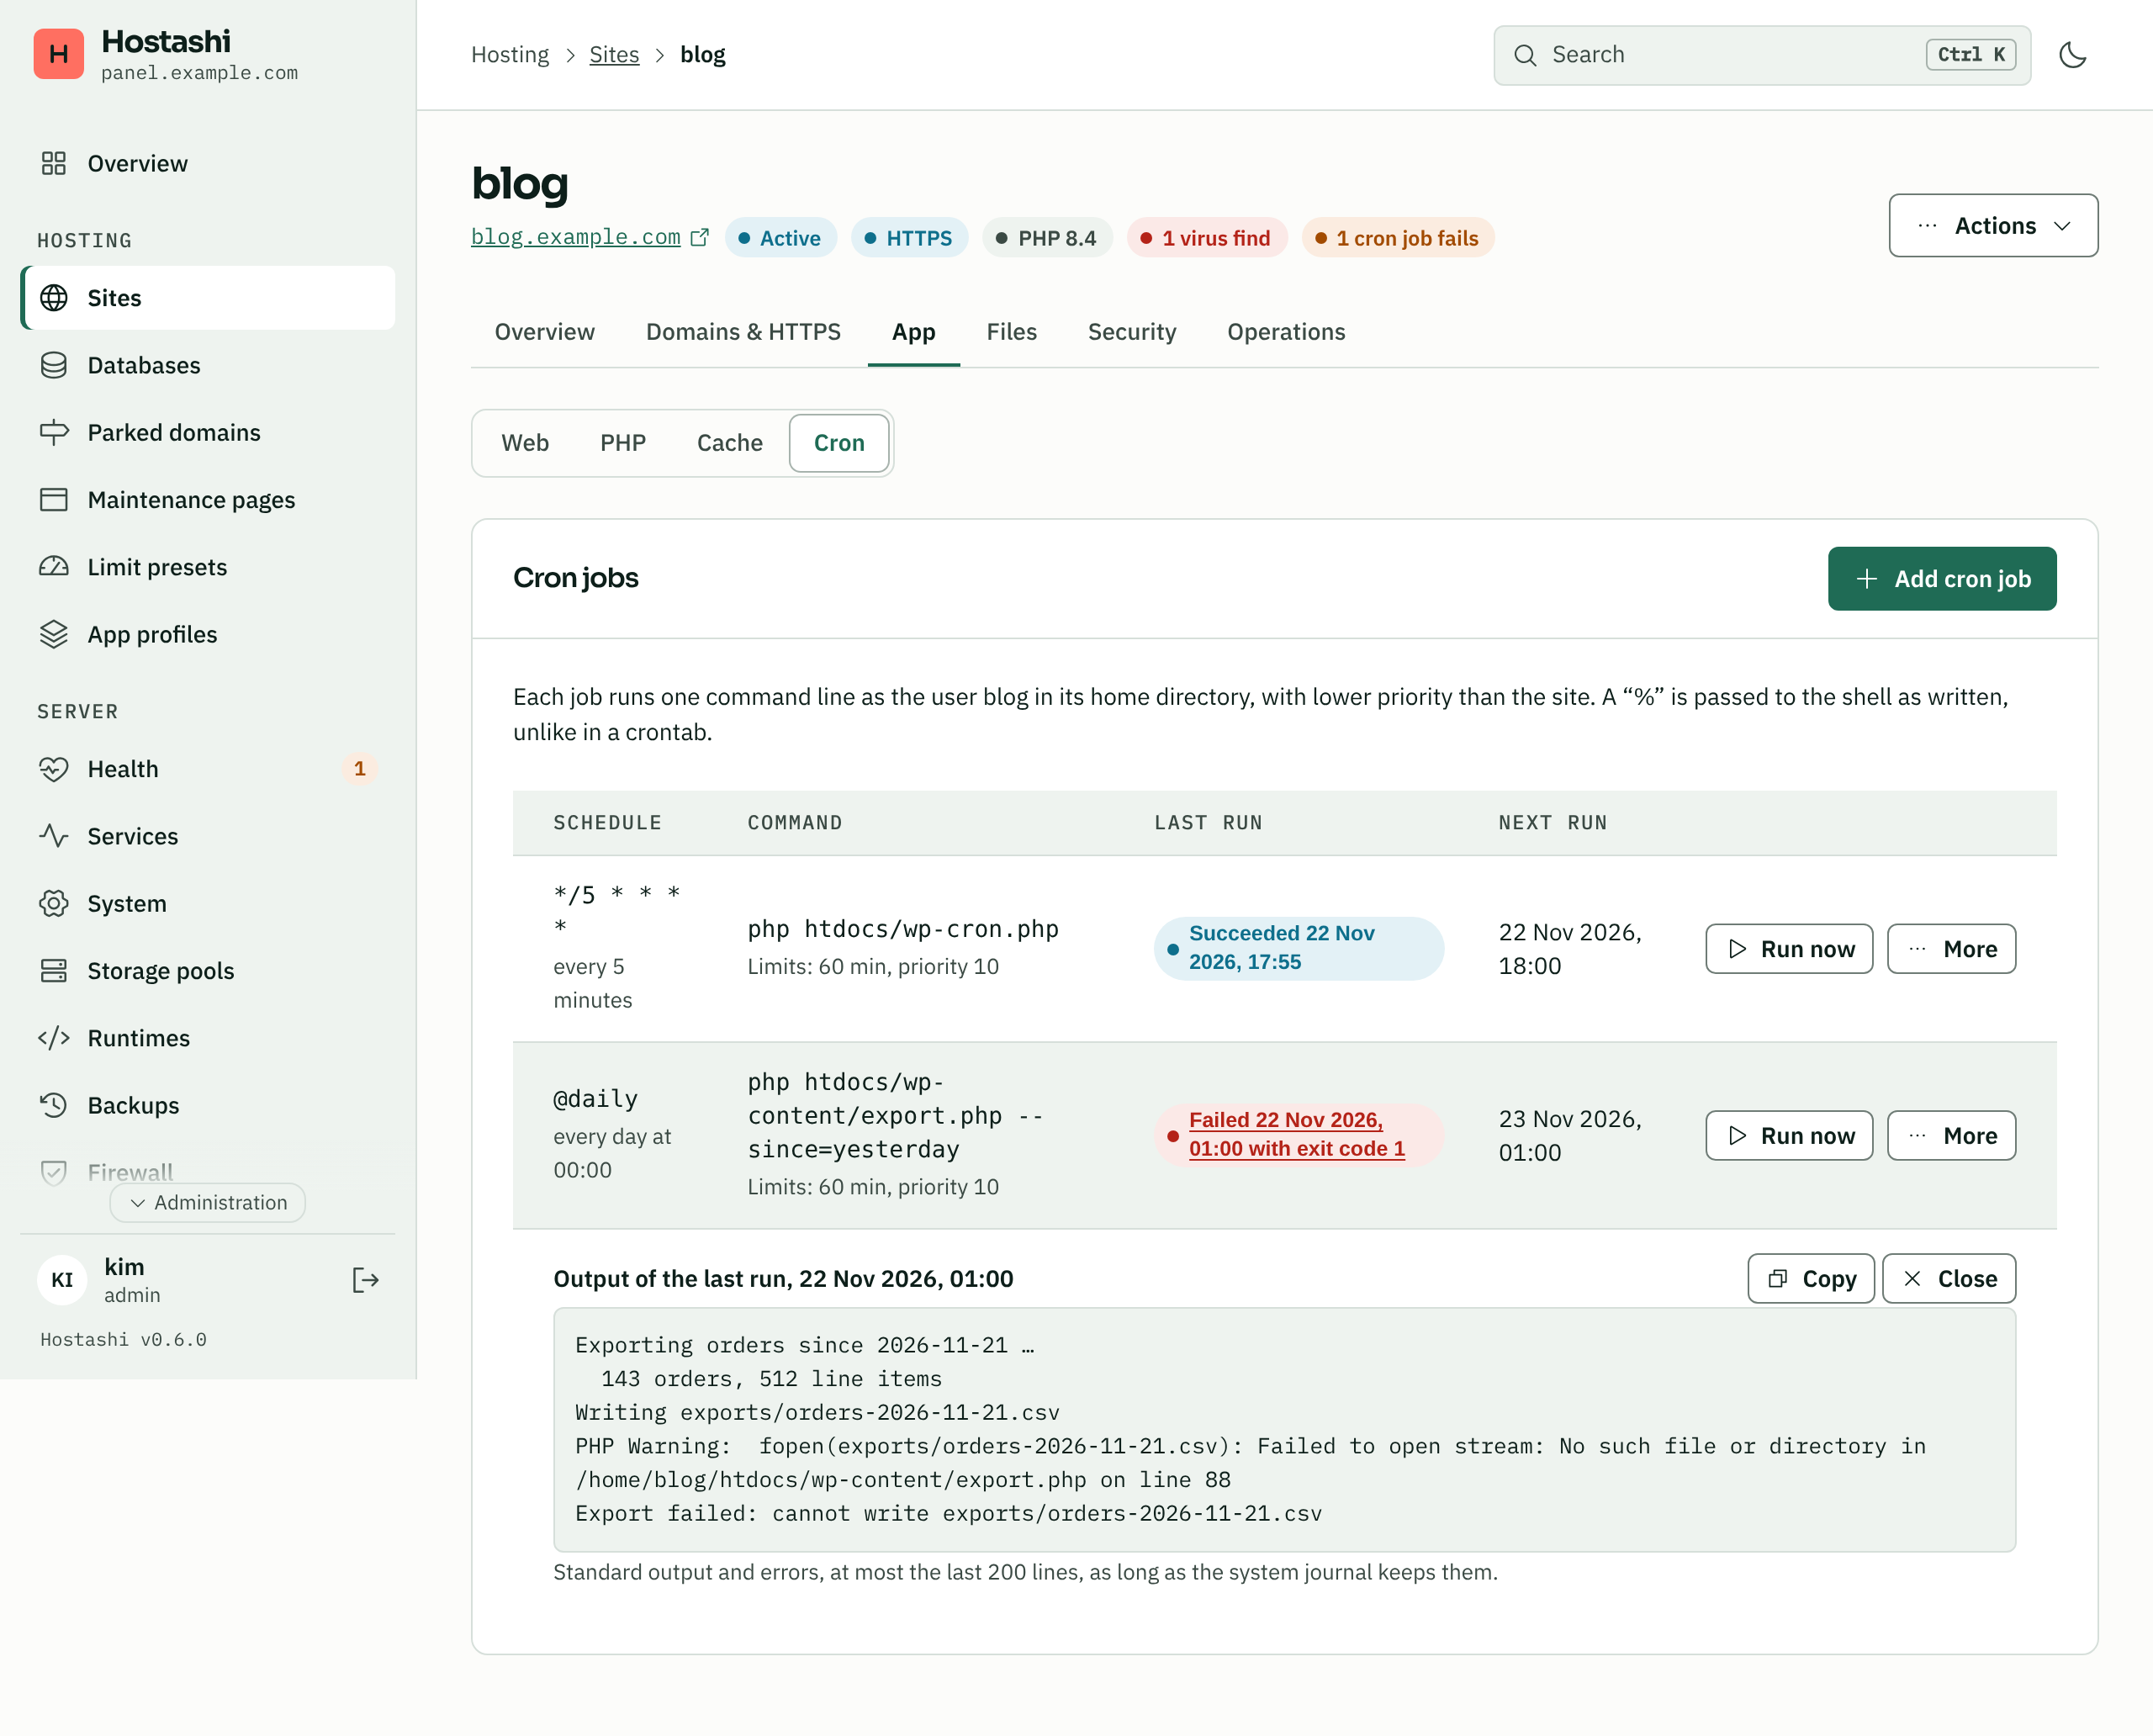 H
Hostashi
panel.example.com
Hosting > Sites > blog
Search
Ctrl K
Overview
HOSTING
Sites
Databases
Parked domains
Maintenance pages
Limit presets
App profiles
SERVER
Health
1
Services
System
Storage pools
Runtimes
Backups
Firewall
Administration
KI
kim
admin
Hostashi v0.6.0
blog
blog.example.com
Active
HTTPS
PHP 8.4
1 virus find
1 cron job fails
Actions
Overview
Domains & HTTPS
App
Files
Security
Operations
Web
PHP
Cache
Cron
Cron jobs
Add cron job
Each job runs one command line as the user blog in its home directory, with lower priority than the site. A “%” is passed to the shell as written,
unlike in a crontab.
SCHEDULE
COMMAND
LAST RUN
NEXT RUN
*/5 * * *
*
every 5
minutes
php htdocs/wp-cron.php
Limits: 60 min, priority 10
Succeeded 22 Nov
2026, 17:55
22 Nov 2026,
18:00
Run now
More
@daily
every day at
00:00
php htdocs/wp-
content/export.php --
since=yesterday
Limits: 60 min, priority 10
Failed 22 Nov 2026,
01:00 with exit code 1
23 Nov 2026,
01:00
Run now
More
Output of the last run, 22 Nov 2026, 01:00
Copy
Close
Exporting orders since 2026-11-21 …
143 orders, 512 line items
Writing exports/orders-2026-11-21.csv
PHP Warning:  fopen(exports/orders-2026-11-21.csv): Failed to open stream: No such file or directory in
/home/blog/htdocs/wp-content/export.php on line 88
Export failed: cannot write exports/orders-2026-11-21.csv
Standard output and errors, at most the last 200 lines, as long as the system journal keeps them.